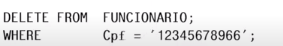 DELETE FROM FUNCIONARIO;
WHERE Cpf = '12345678966';